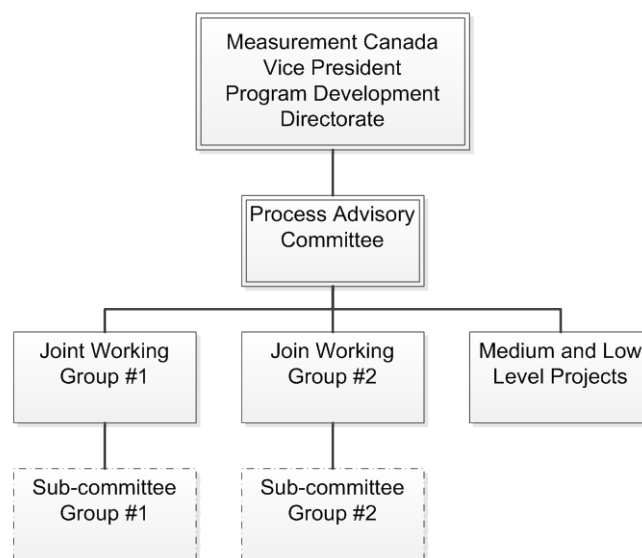 Measurement Canada
Vice President
Program Development
Directorate
Process Advisory
Committee
Joint Working
Group #1
Join Working
Group #2
Medium and Low
Level Projects
Sub-committee
Group #1
Sub-committee
Group #2